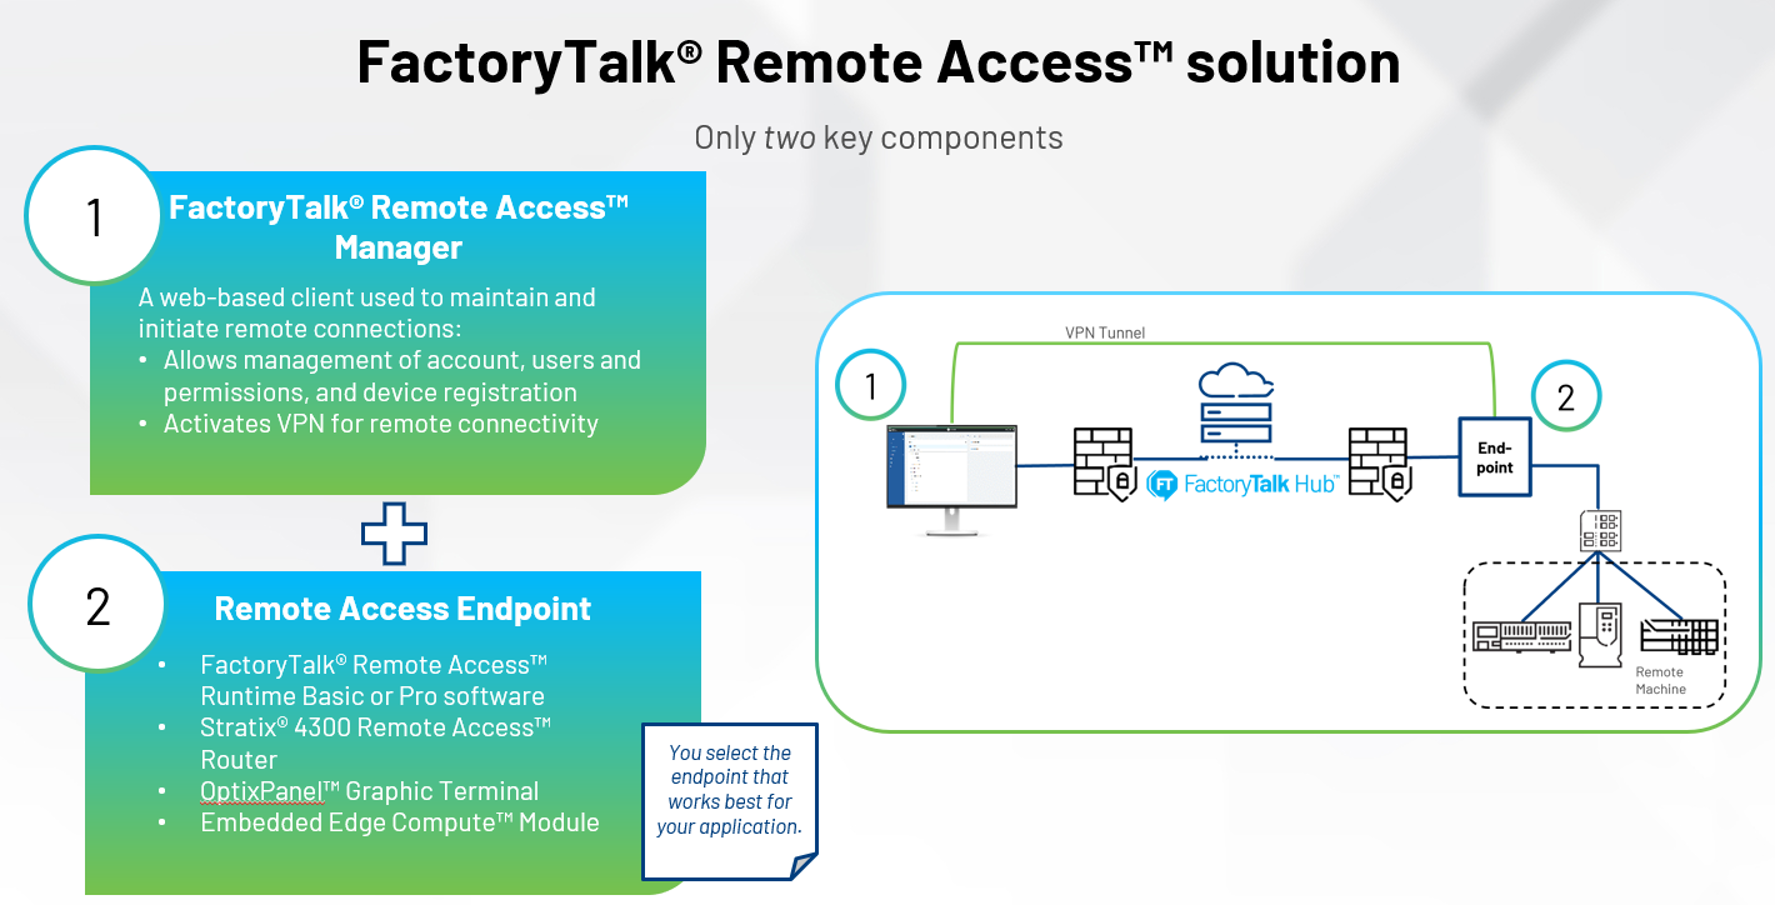 FactoryTalk® Remote Access™ solution
Only two key components
1
FactoryTalk® Remote Access™
Manager
A web-based client used to maintain and
initiate remote connections:
• Allows management of account, users and
permissions, and device registration
• Activates VPN for remote connectivity
2
Remote Access Endpoint
• FactoryTalk® Remote Access™
Runtime Basic or Pro software
• Stratix® 4300 Remote Access™
Router
• OptixPanel™ Graphic Terminal
• Embedded Edge Compute™ Module
You select the
endpoint that
works best for
your application.
VPN Tunnel
1
2
End-
point
FT FactoryTalk Hub™
Remote
Machine